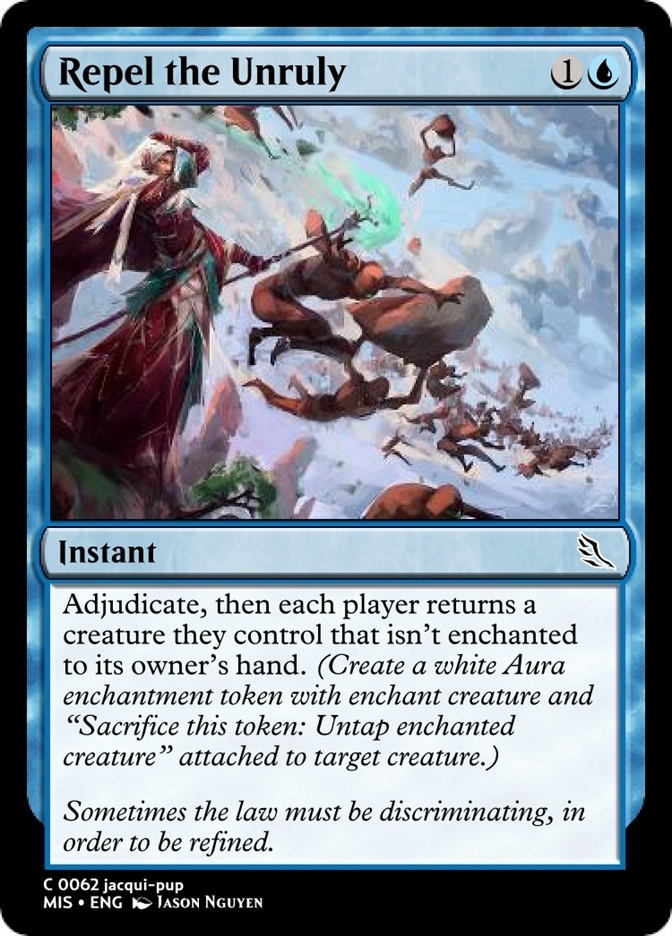 Repel the Unruly
1
Instant
Adjudicate, then each player returns a
creature they control that isn't enchanted
to its owner's hand. (Create a white Aura
enchantment token with enchant creature and
“Sacrifice this token: Untap enchanted
creature” attached to target creature.)
Sometimes the law must be discriminating, in
order to be refined.
C 0062 jacqui-pup
MIS • ENG Jason Nguyen